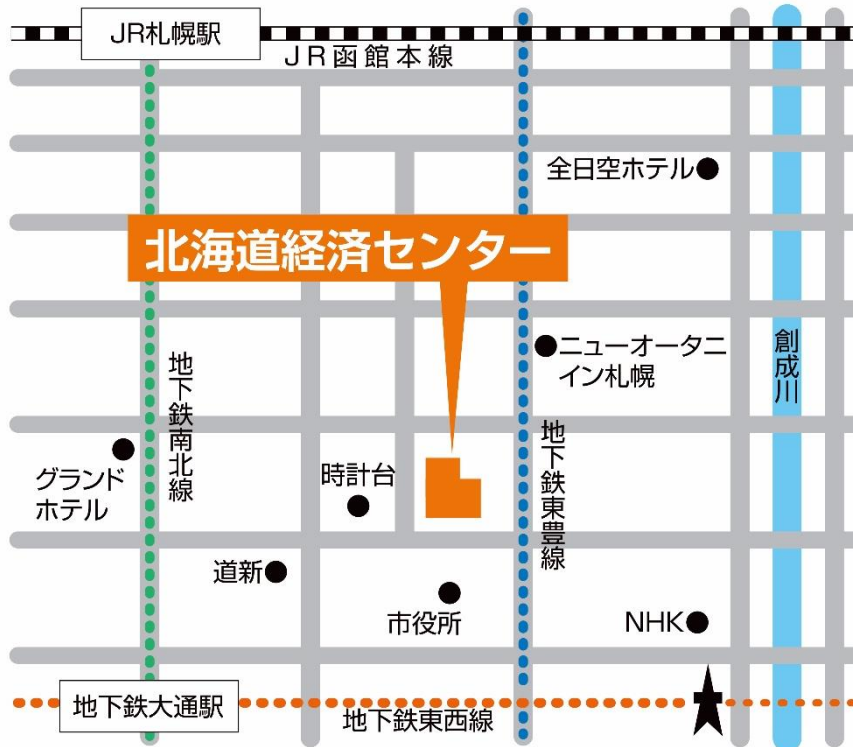 JR札幌駅
JR函館本線
全日空ホテル
北海道経済センター
ニューオータニ
イン札幌
創成川
地下鉄南北線
地下鉄東豊線
グランド
ホテル
時計台
道新
市役所
NHK
地下鉄大通駅
地下鉄東西線